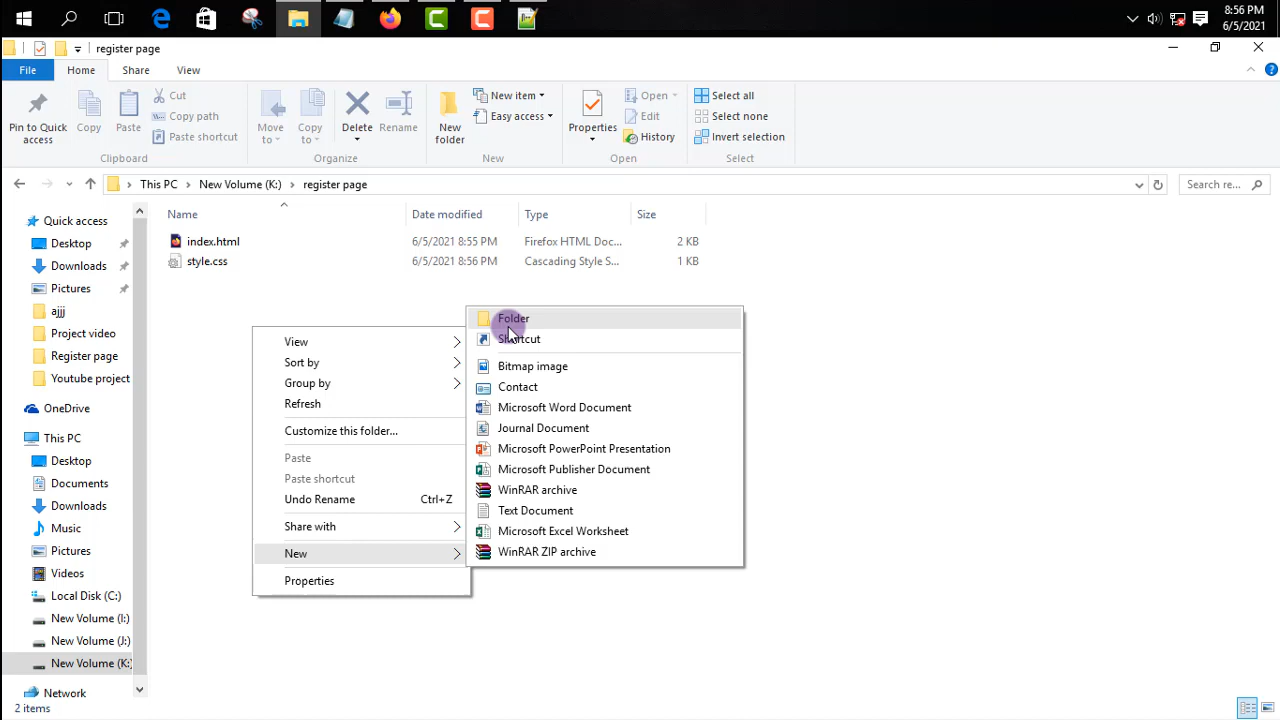 8:56 PM
6/5/2021
register page
File
Home
Share
View
Pin to Quick access
Copy
Paste
Cut
Copy path
Paste shortcut
Clipboard
Move to
Copy to
Delete
Rename
Organize
New folder
New item
Easy access
New
Properties
Open
Edit
History
Open
Select all
Select none
Invert selection
Select
This PC
New Volume (K:)
register page
Search re...
Name
Date modified
Type
Size
index.html
6/5/2021 8:55 PM
Firefox HTML Doc...
2 KB
style.css
6/5/2021 8:56 PM
Cascading Style S...
1 KB
Quick access
Desktop
Downloads
Pictures
ajjj
Project video
Register page
Youtube project
OneDrive
This PC
Desktop
Documents
Downloads
Music
Pictures
Videos
Local Disk (C:)
New Volume (I:)
New Volume (J:)
New Volume (K:)
Network
View
Sort by
Group by
Refresh
Customize this folder...
Paste
Paste shortcut
Undo Rename Ctrl+Z
Share with
New
Properties
Folder
Shortcut
Bitmap image
Contact
Microsoft Word Document
Journal Document
Microsoft PowerPoint Presentation
Microsoft Publisher Document
WinRAR archive
Text Document
Microsoft Excel Worksheet
WinRAR ZIP archive
2 items